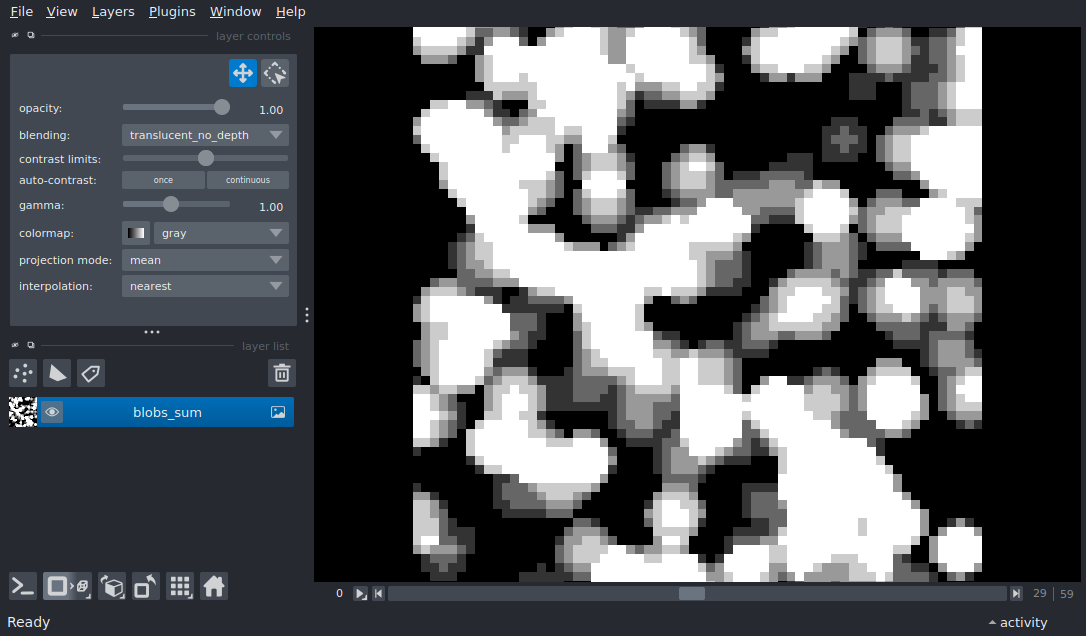 File View Layers Plugins Window Help
layer controls
opacity: 1.00
blending: translucent_no_depth
contrast limits:
auto-contrast: once continuous
gamma: 1.00
colormap: gray
projection mode: mean
interpolation: nearest
layer list
blobs_sum
0 29 59
Ready activity